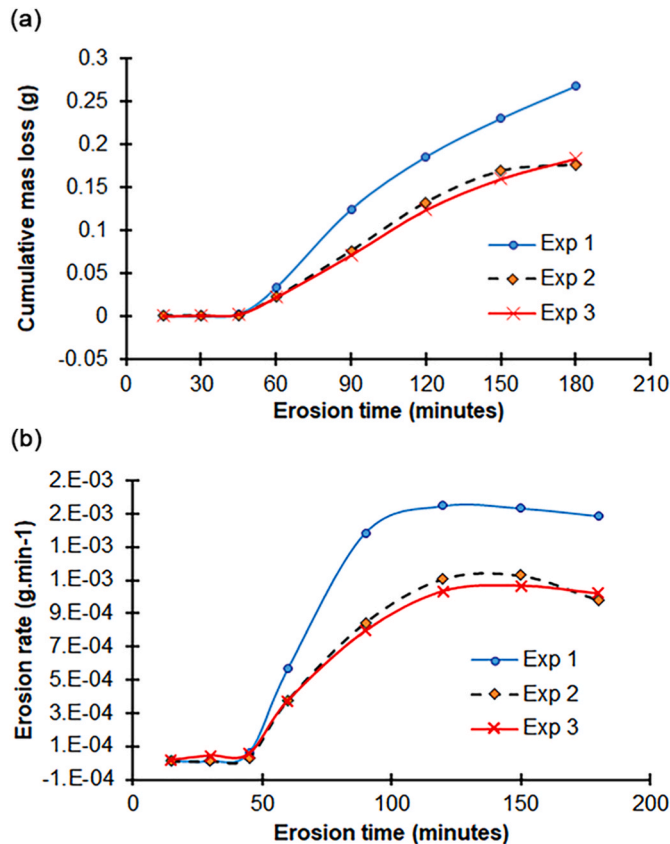 (a)
Cumulative mas loss (g)
0.3
0.25
0.2
0.15
0.1
0.05
0
-0.05
0 30 60 90 120 150 180 210
Erosion time (minutes)
Exp 1
Exp 2
Exp 3
(b)
Erosion rate (g.min-1)
2.E-03
2.E-03
1.E-03
1.E-03
9.E-04
7.E-04
5.E-04
3.E-04
1.E-04
-1.E-04
0 50 100 150 200
Erosion time (minutes)
Exp 1
Exp 2
Exp 3